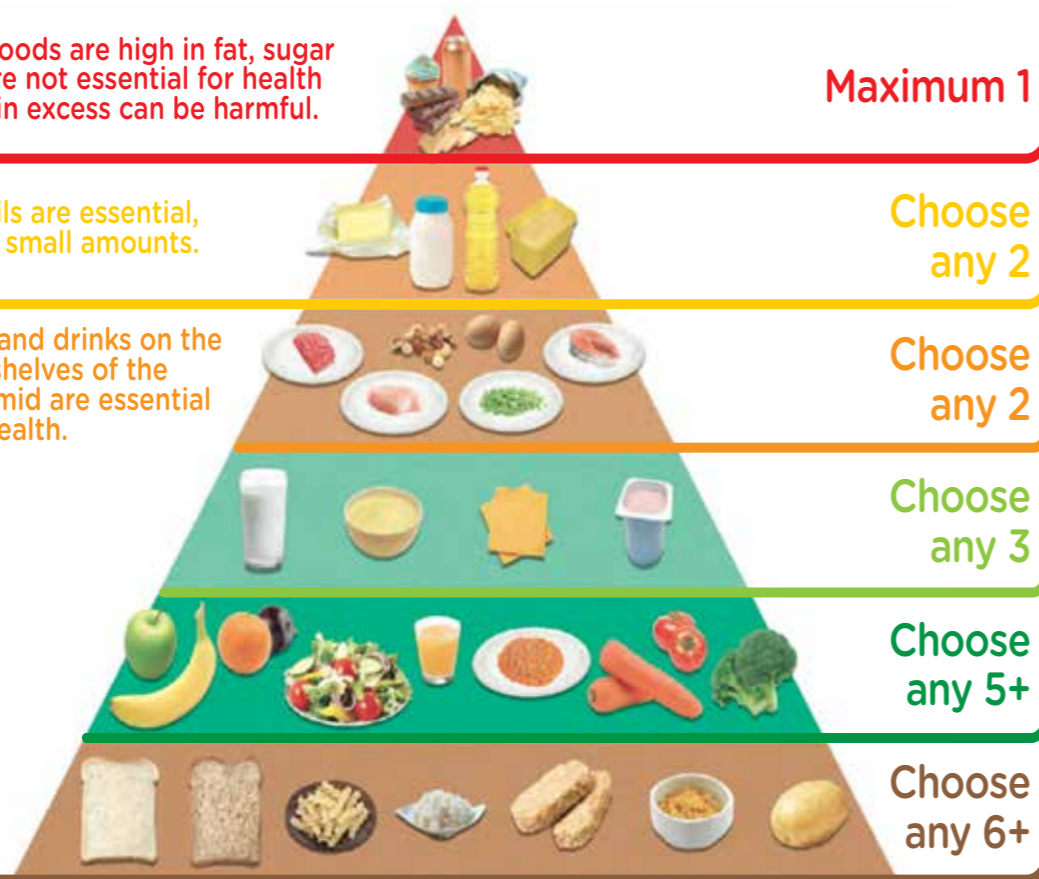 oods are high in fat, sugar
re not essential for health
in excess can be harmful.
Maximum 1
ils are essential,
small amounts.
Choose
any 2
and drinks on the
shelves of the
mid are essential
ealth.
Choose
any 2
Choose
any 3
Choose
any 5+
Choose
any 6+